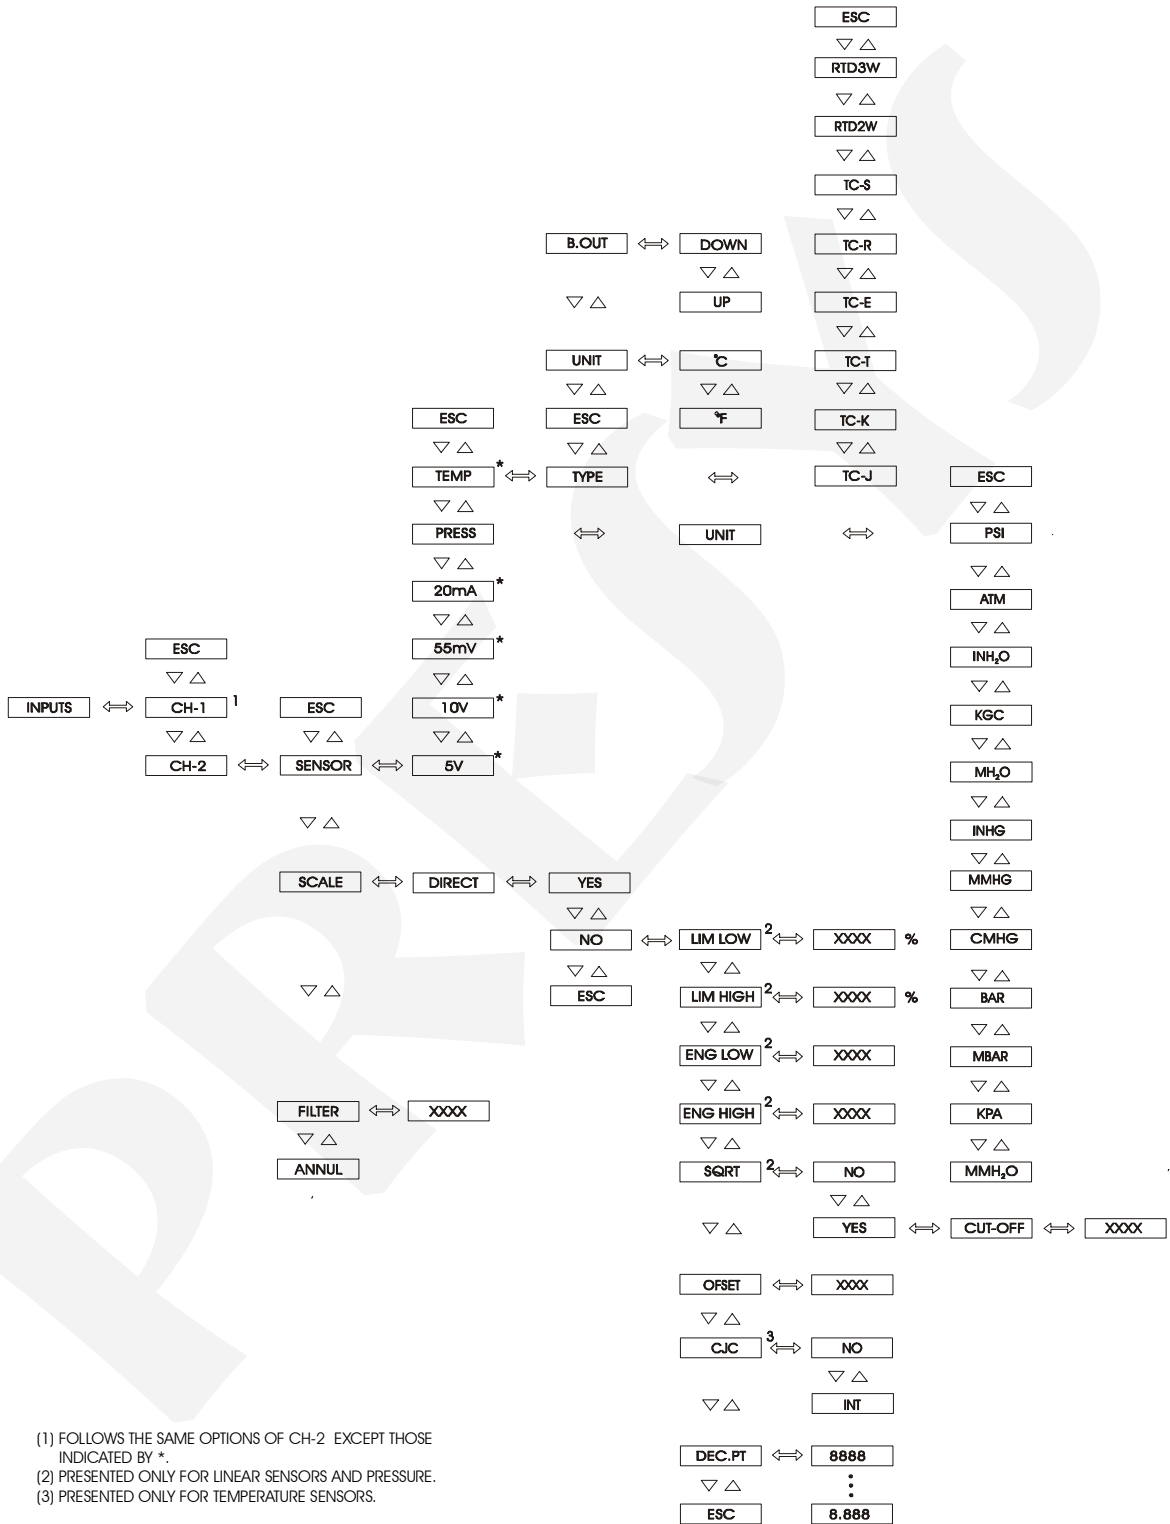 ESC
RTD3W
RTD2W
TC-S
B.OUT DOWN TC-R
UP TC-E
UNIT °C TC-T
ESC ESC °F TC-K
TEMP * TYPE TC-J ESC
PRESS UNIT PSI
20mA *
ATM
ESC 55mV * INH₂O
INPUTS CH-1 1 ESC 10V * KGC
CH-2 SENSOR 5V * MH₂O
INHG
SCALE DIRECT YES MMHG
NO LIM LOW 2 XXXX % CMHG
ESC LIM HIGH 2 XXXX % BAR
ENG LOW 2 XXXX MBAR
FILTER XXXX ENG HIGH 2 XXXX KPA
ANNUL SQRT 2 NO MMH₂O
YES CUT-OFF XXXX
OFSET XXXX
CJC 3 NO
INT
DEC.PT 8888
ESC 8.888
(1) FOLLOWS THE SAME OPTIONS OF CH-2 EXCEPT THOSE
INDICATED BY *.
(2) PRESENTED ONLY FOR LINEAR SENSORS AND PRESSURE.
(3) PRESENTED ONLY FOR TEMPERATURE SENSORS.
PRESYS